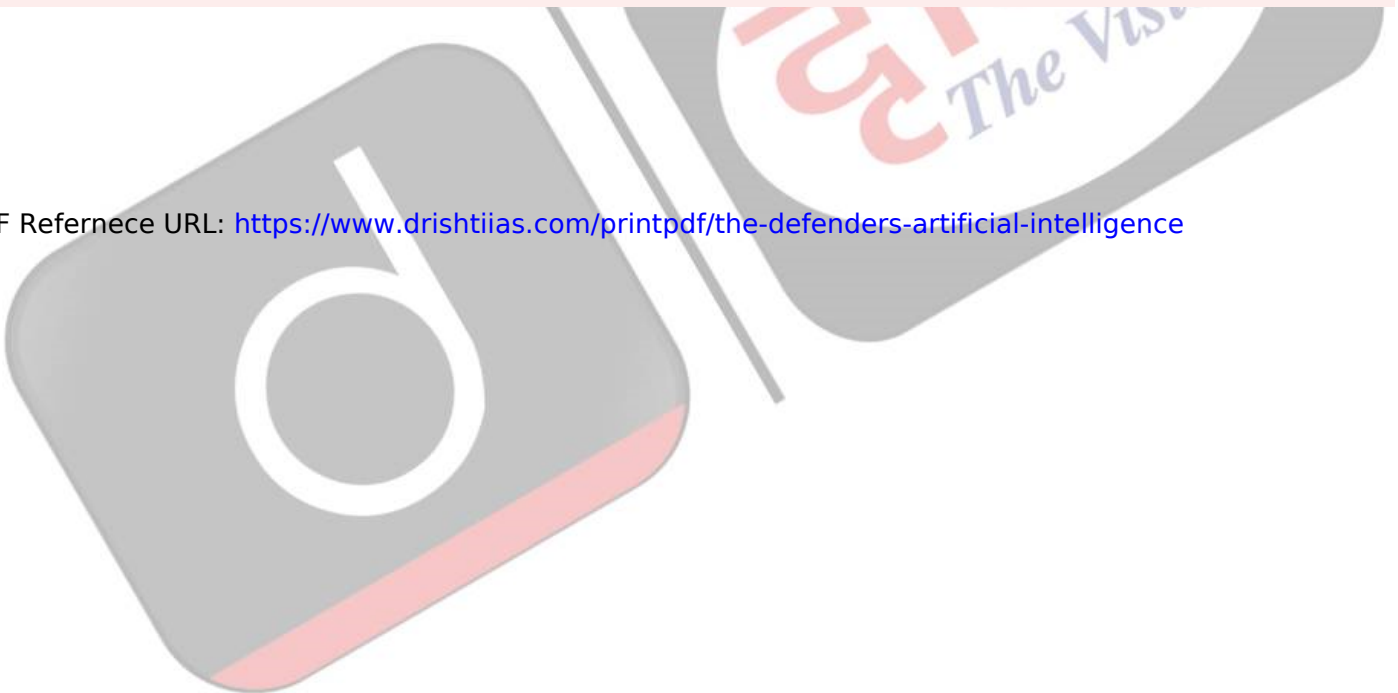 The Vis
F Refernece URL: https://www.drishtiias.com/printpdf/the-defenders-artificial-intelligence
d